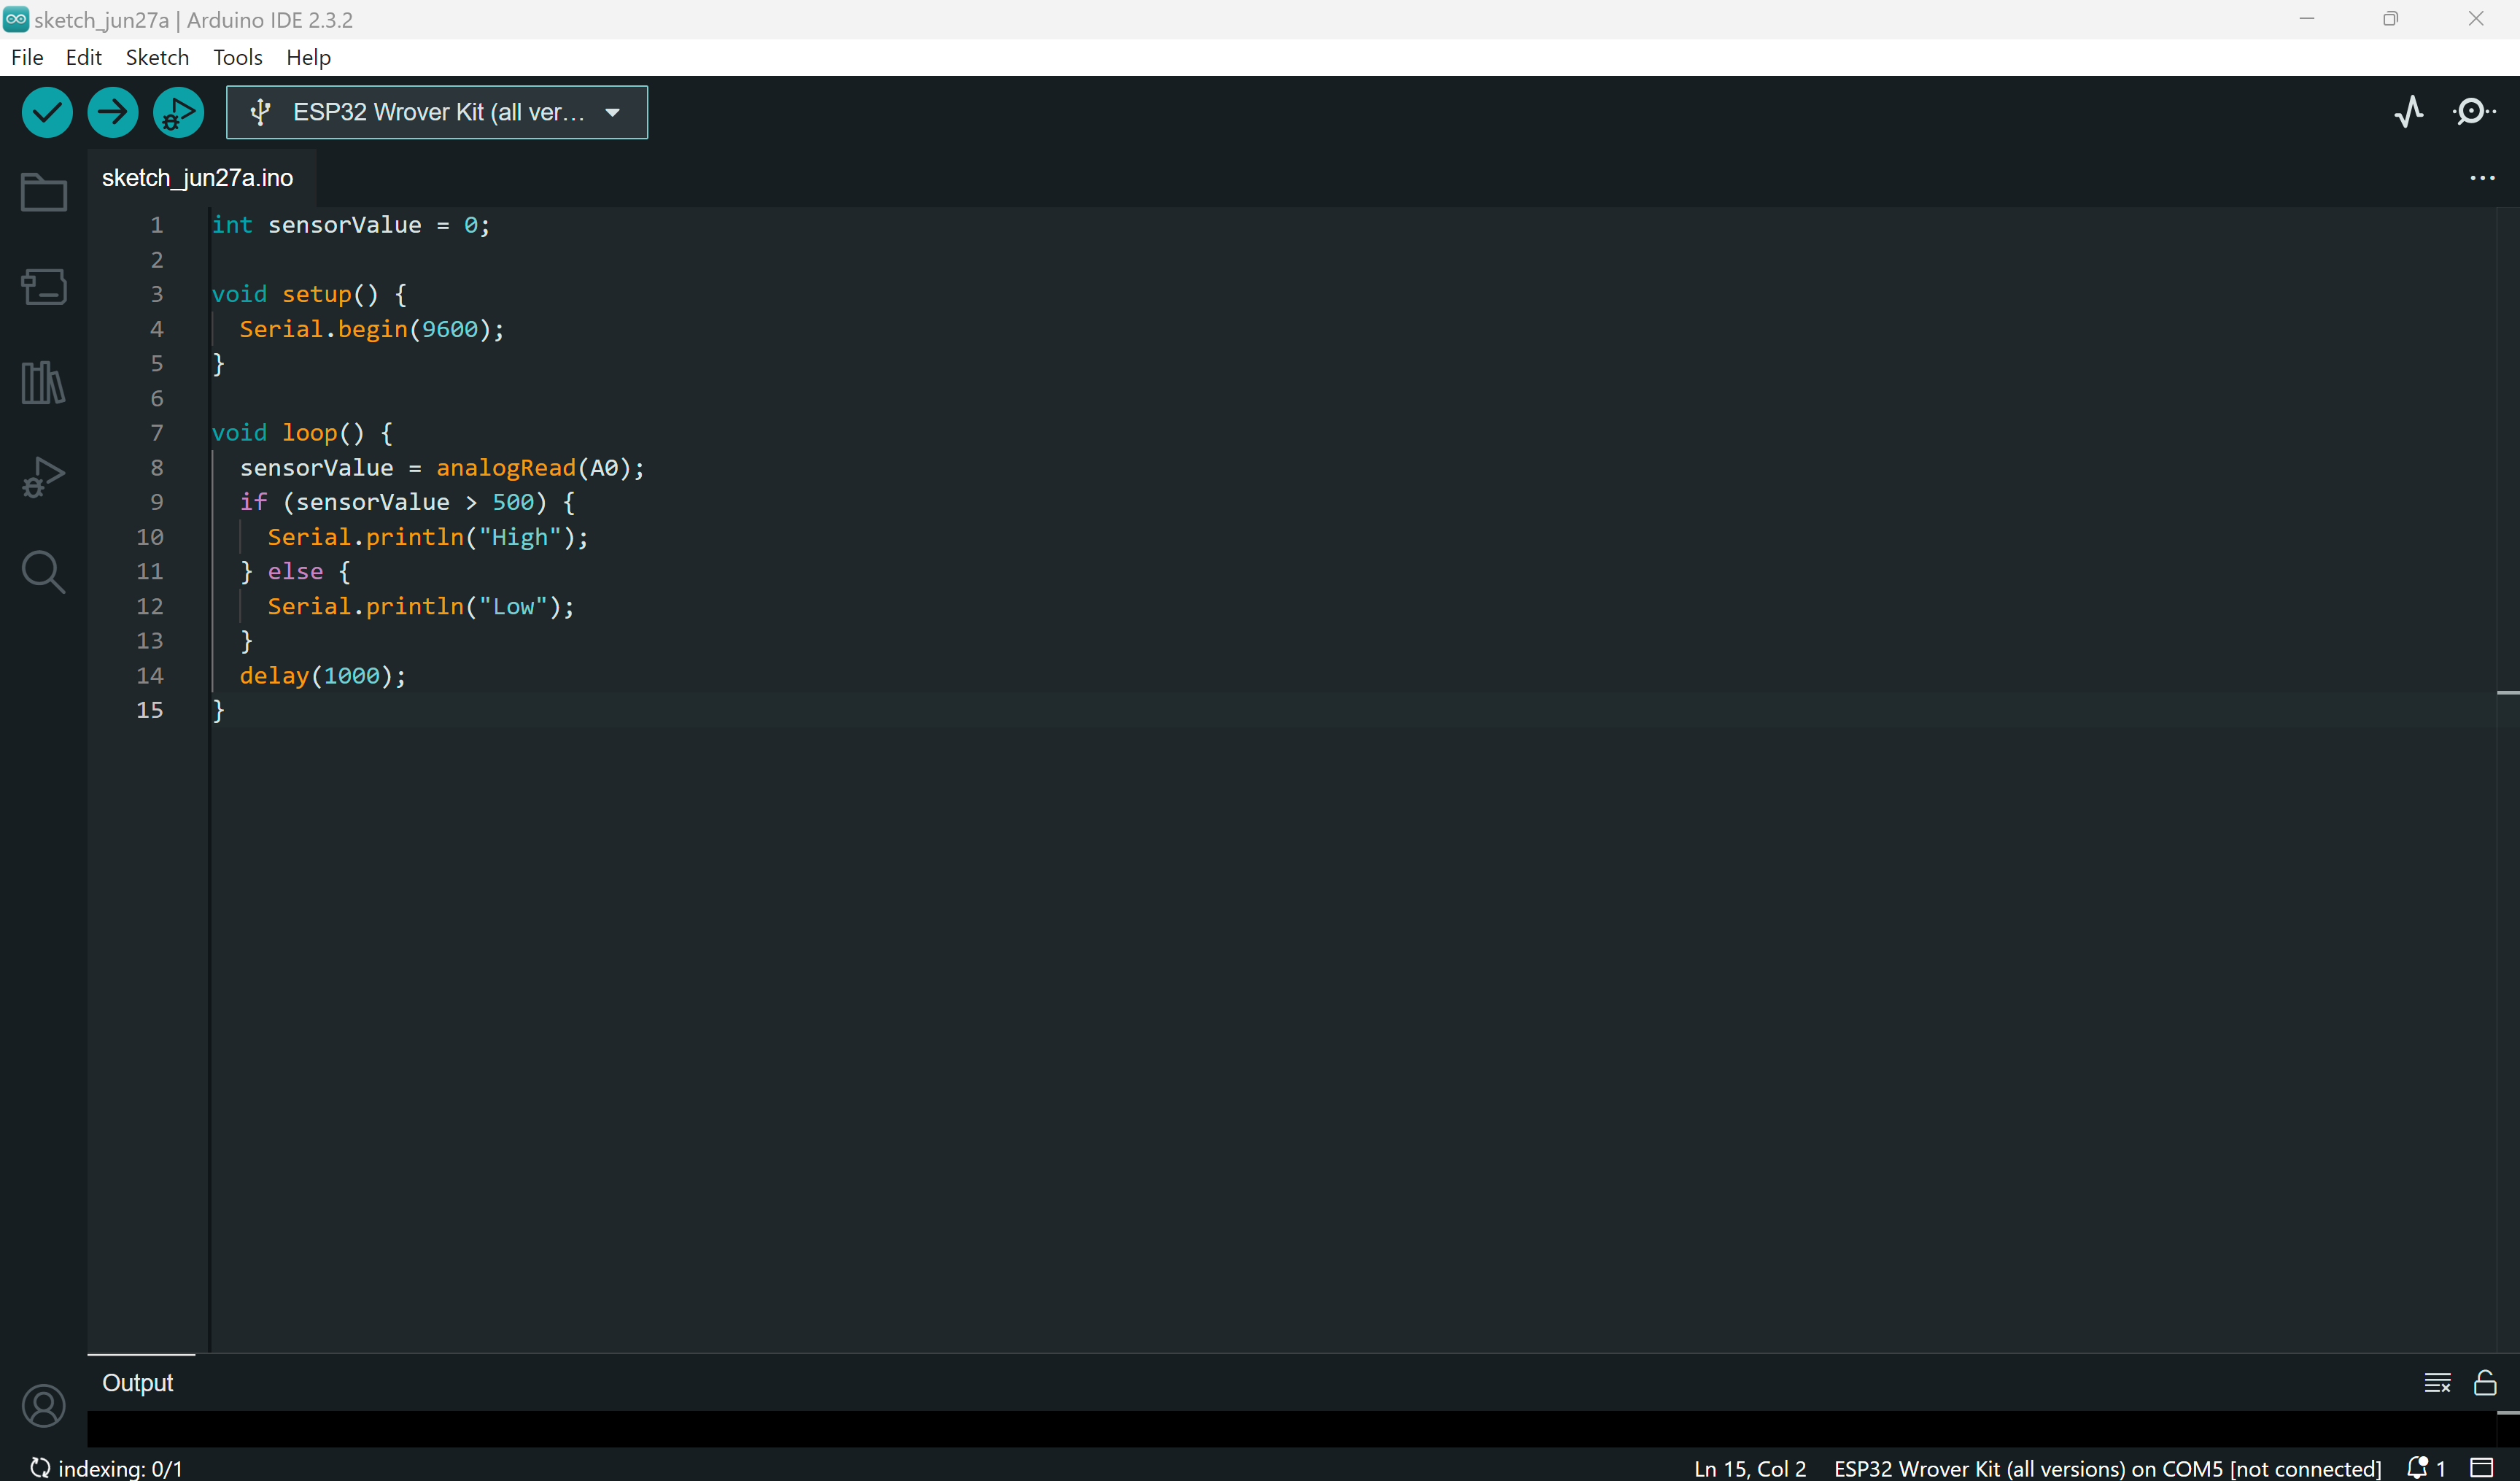 sketch_jun27a | Arduino IDE 2.3.2
File Edit Sketch Tools Help
ESP32 Wrover Kit (all ver...
sketch_jun27a.ino
1 int sensorValue = 0;
2
3 void setup() {
4 Serial.begin(9600);
5 }
6
7 void loop() {
8 sensorValue = analogRead(A0);
9 if (sensorValue > 500) {
10 Serial.println("High");
11 } else {
12 Serial.println("Low");
13 }
14 delay(1000);
15 }
Output
indexing: 0/1 Ln 15, Col 2 ESP32 Wrover Kit (all versions) on COM5 [not connected] 1